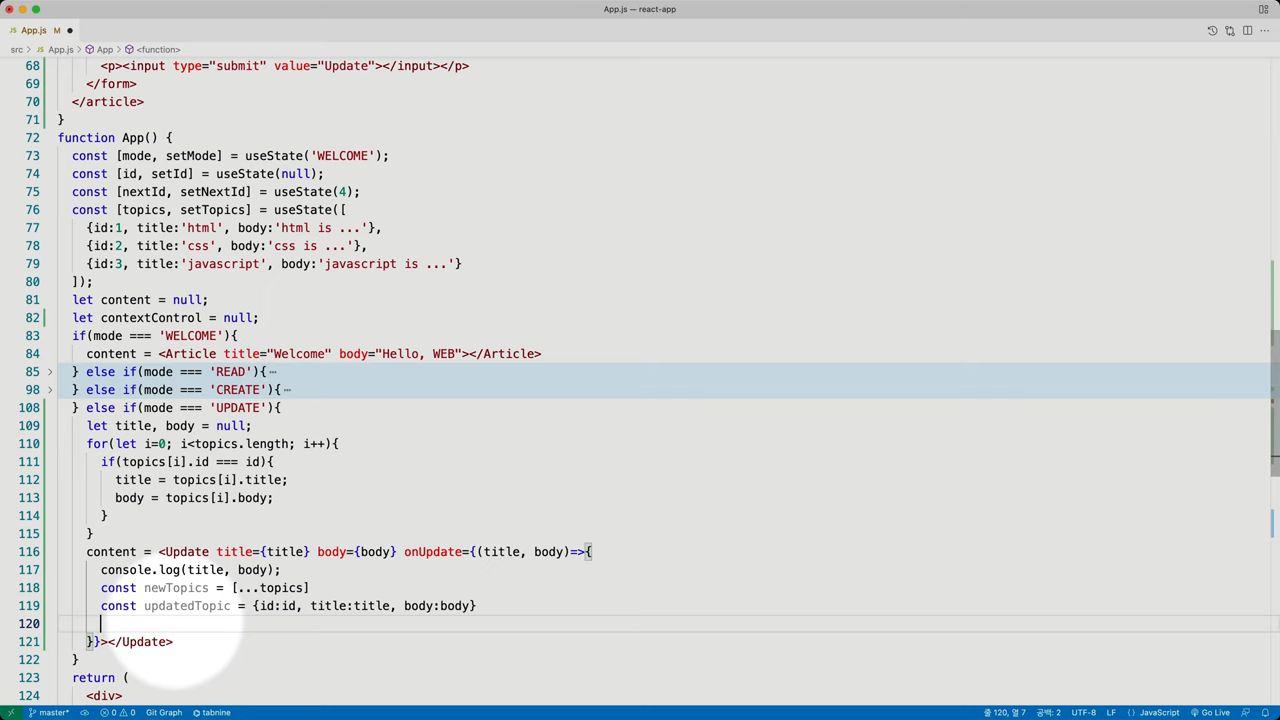 App.js — react-app
App.js M
src App.js App <function>
68 <p><input type="submit" value="Update"></input></p>
69 </form>
70 </article>
71 }
72 function App() {
73 const [mode, setMode] = useState('WELCOME');
74 const [id, setId] = useState(null);
75 const [nextId, setNextId] = useState(4);
76 const [topics, setTopics] = useState([
77 {id:1, title:'html', body:'html is ...'},
78 {id:2, title:'css', body:'css is ...'},
79 {id:3, title:'javascript', body:'javascript is ...'}
80 ]);
81 let content = null;
82 let contextControl = null;
83 if(mode === 'WELCOME'){
84 content = <Article title="Welcome" body="Hello, WEB"></Article>
85 } else if(mode === 'READ'){
98 } else if(mode === 'CREATE'){
108 } else if(mode === 'UPDATE'){
109 let title, body = null;
110 for(let i=0; i<topics.length; i++){
111 if(topics[i].id === id){
112 title = topics[i].title;
113 body = topics[i].body;
114 }
115 }
116 content = <Update title={title} body={body} onUpdate={(title, body)=>{
117 console.log(title, body);
118 const newTopics = [...topics]
119 const updatedTopic = {id:id, title:title, body:body}
120
121 }}></Update>
122 }
123 return (
124 <div>
master* 0 0 Git Graph tabnine 줄 120, 열 7 공백: 2 UTF-8 LF {} JavaScript Go Live